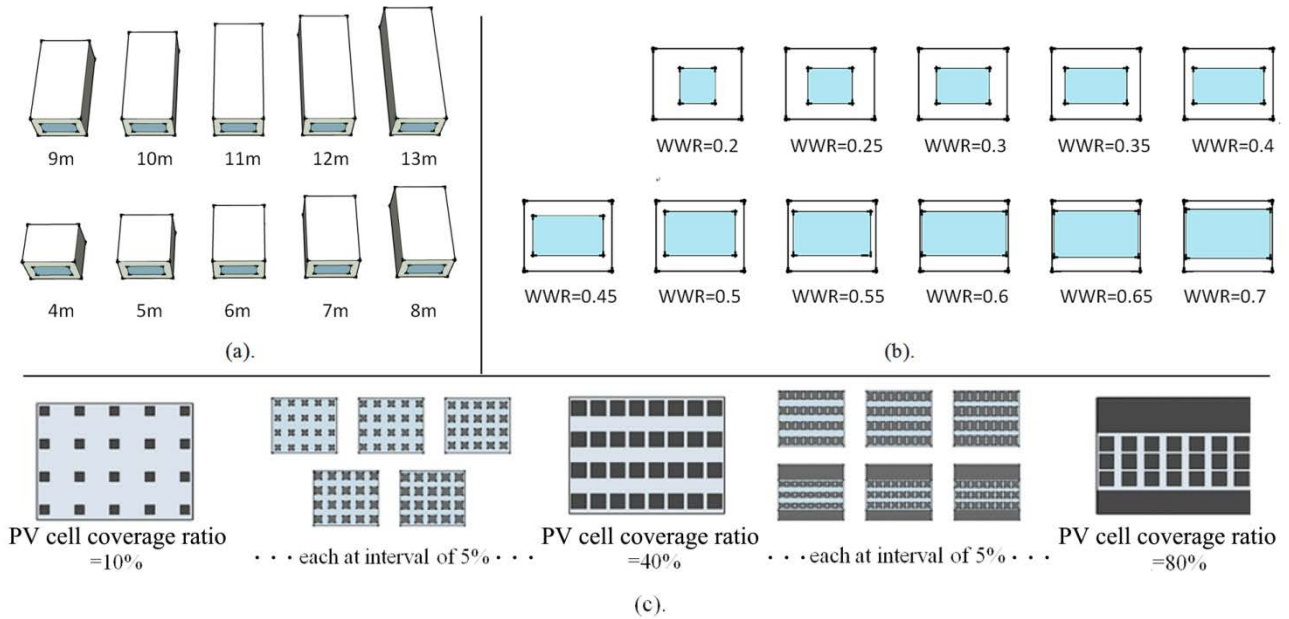 9m 10m 11m 12m 13m
4m 5m 6m 7m 8m
(a).
WWR=0.2 WWR=0.25 WWR=0.3 WWR=0.35 WWR=0.4
WWR=0.45 WWR=0.5 WWR=0.55 WWR=0.6 WWR=0.65 WWR=0.7
(b).
PV cell coverage ratio
=10%
· · · each at interval of 5% · · ·
PV cell coverage ratio
=40%
· · · each at interval of 5% · · ·
PV cell coverage ratio
=80%
(c).